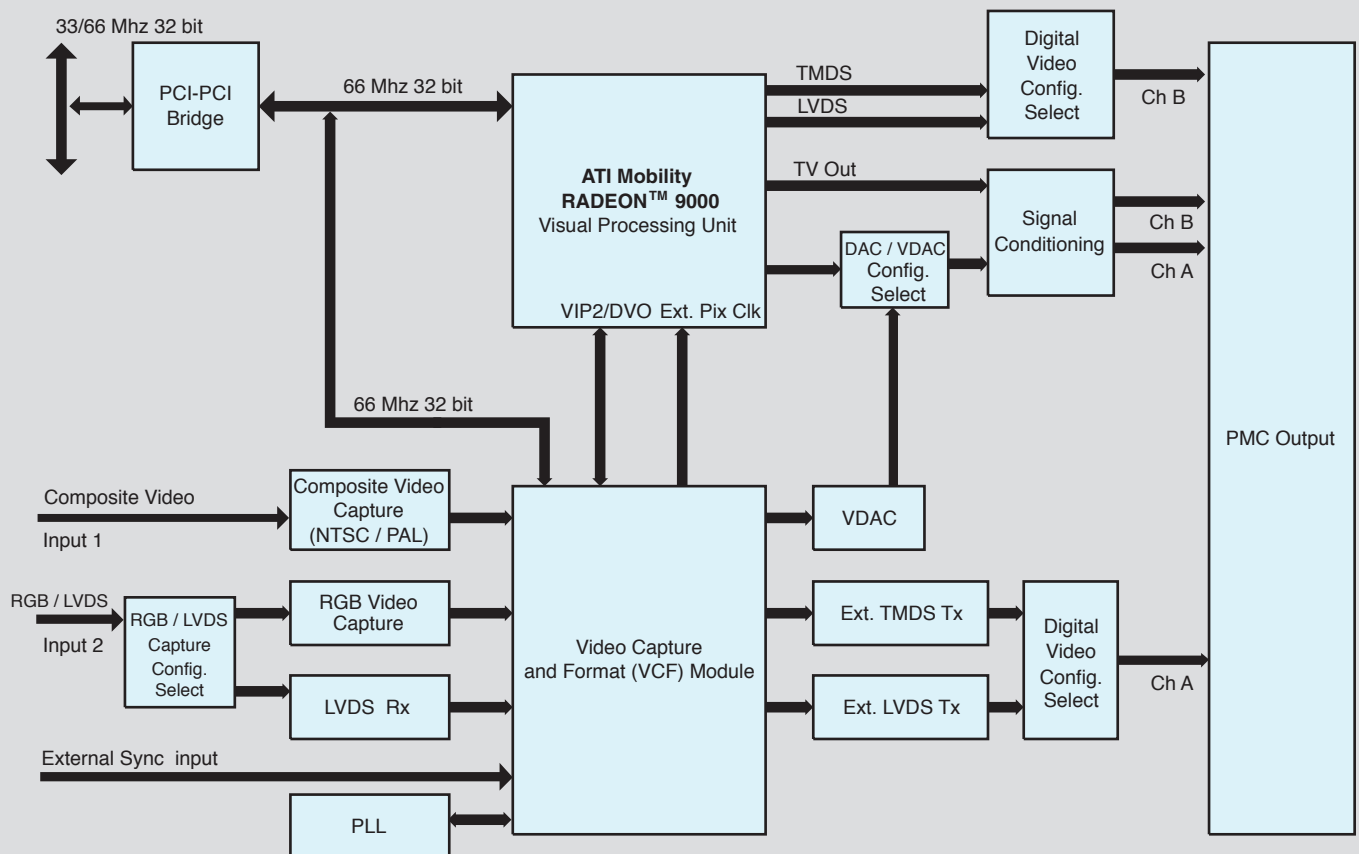 33/66 Mhz 32 bit
PCI-PCI
Bridge
66 Mhz 32 bit
ATI Mobility
RADEON™ 9000
Visual Processing Unit
VIP2/DVO Ext. Pix Clk
TMDS
LVDS
TV Out
Digital
Video
Config.
Select
Ch B
DAC / VDAC
Config.
Select
Signal
Conditioning
Ch B
Ch A
PMC Output
66 Mhz 32 bit
Composite Video
Input 1
Composite Video
Capture
(NTSC / PAL)
RGB / LVDS
Input 2
RGB / LVDS
Capture
Config.
Select
RGB Video
Capture
LVDS Rx
External Sync input
PLL
Video Capture
and Format (VCF) Module
VDAC
Ext. TMDS Tx
Ext. LVDS Tx
Digital
Video
Config.
Select
Ch A